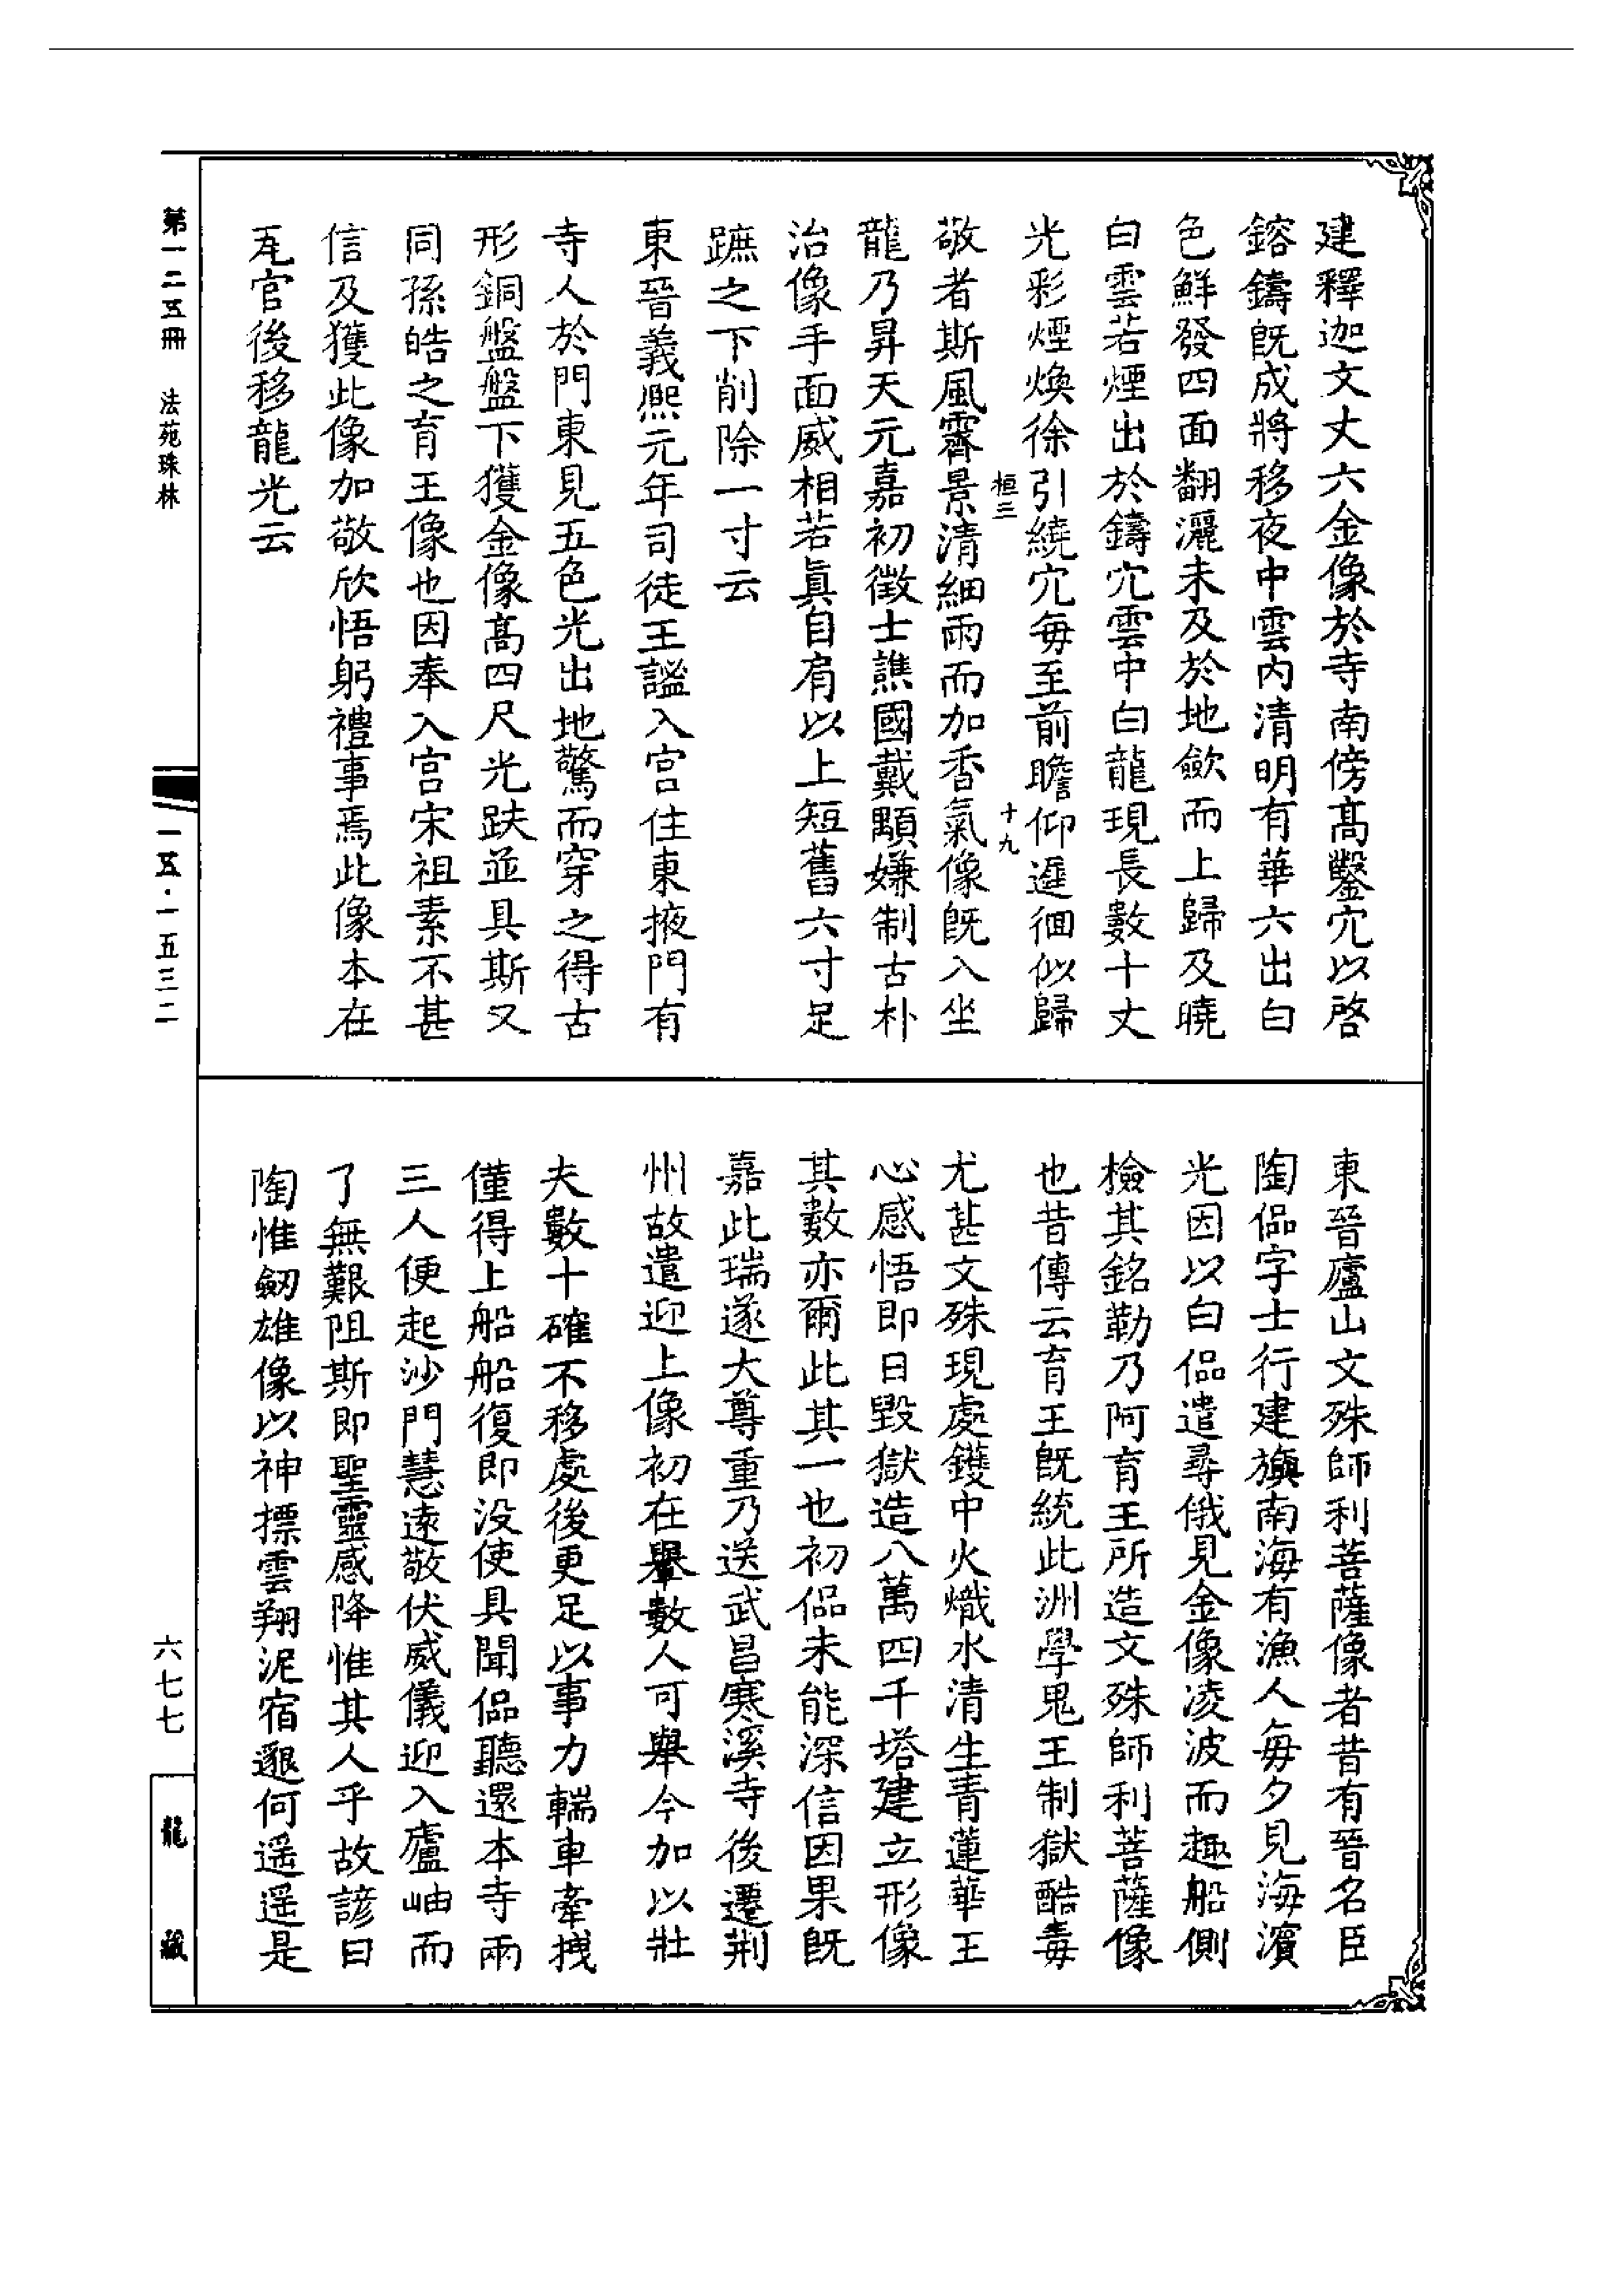 建釋迦文丈六金像於寺南傍髙鑿穴以啓
鎔鑄旣成將移夜中雲內清明有華六出白
色鮮發四面翻灑未及於地歛而上歸及曉
白雲若煙出於鑄穴雲中白龍現長數十丈
光彩煙煥徐引繞穴每至前瞻仰遲徊似歸
桓三
十九
敬者斯風霽景清細雨而加香氣像旣入坐
龍乃昇天元嘉初徵士譙國戴顒嫌制古朴
治像手面威相若眞自肩以上短舊六寸足
蹠之下削除一寸云
東晉義熙元年司徒王謐入宫住東掖門有
寺人於門東見五色光出地驚而穿之得古
形銅盤盤下獲金像髙四尺光趺並具斯又
同孫皓之育王像也因奉入宫宋祖素不甚
信及獲此像加敬欣悟躬禮事焉此像本在
瓦官後移龍光云
東晉廬山文殊師利菩薩像者昔有晉名臣
陶侃字士行建旟南海有漁人每夕見海濱
光因以白侃遣尋俄見金像凌波而趣船側
檢其銘勒乃阿育王所造文殊師利菩薩像
也昔傳云育王旣統此洲學鬼王制獄酷毒
尤甚文殊現處鑊中火熾水清生青蓮華王
心感悟即日毀獄造八萬四千塔建立形像
其數亦爾此其一也初侃未能深信因果旣
嘉此瑞遂大尊重乃送武昌寒溪寺後遷荆
州故遣迎上像初在轝數人可舉今加以壯
夫數十確不移處後更足以事力輲車牽拽
僅得上船船復即没使具聞侃聽還本寺兩
三人便起沙門慧遠敬伏威儀迎入廬岫而
了無艱阻斯即聖靈感降惟其人乎故諺曰
陶惟劒雄像以神摽雲翔泥宿邈何遥遥是
第一二五冊　法苑珠林
一五·一五三二
六七七
龍藏